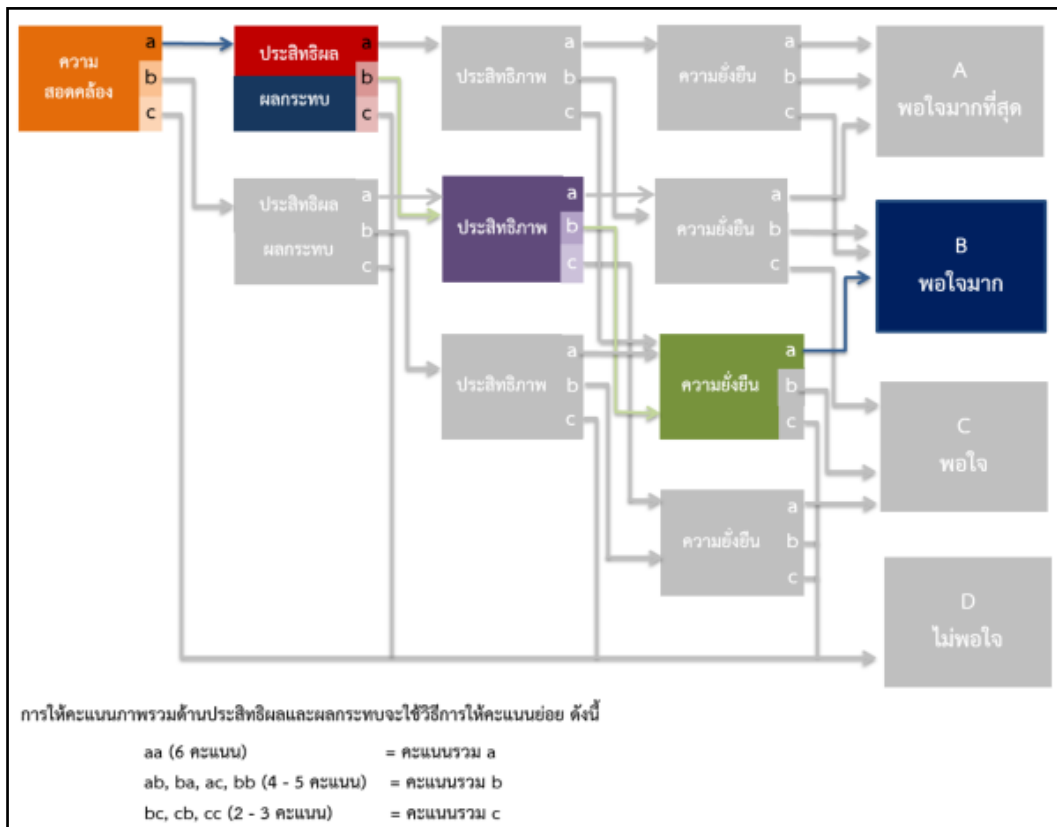 ความ
สอดคล้อง
a
b
c
ประสิทธิผล
ผลกระทบ
a
b
c
ประสิทธิภาพ
a
b
c
ความยั่งยืน
a
b
c
A
พอใจมากที่สุด
ประสิทธิผล
ผลกระทบ
a
b
c
ประสิทธิภาพ
a
b
c
ความยั่งยืน
a
b
c
B
พอใจมาก
ประสิทธิภาพ
a
b
c
ความยั่งยืน
a
b
c
C
พอใจ
ความยั่งยืน
a
b
c
D
ไม่พอใจ
การให้คะแนนภาพรวมด้านประสิทธิผลและผลกระทบจะใช้วิธีการให้คะแนนย่อย ดังนี้
aa (6 คะแนน) = คะแนนรวม a
ab, ba, ac, bb (4 - 5 คะแนน) = คะแนนรวม b
bc, cb, cc (2 - 3 คะแนน) = คะแนนรวม c